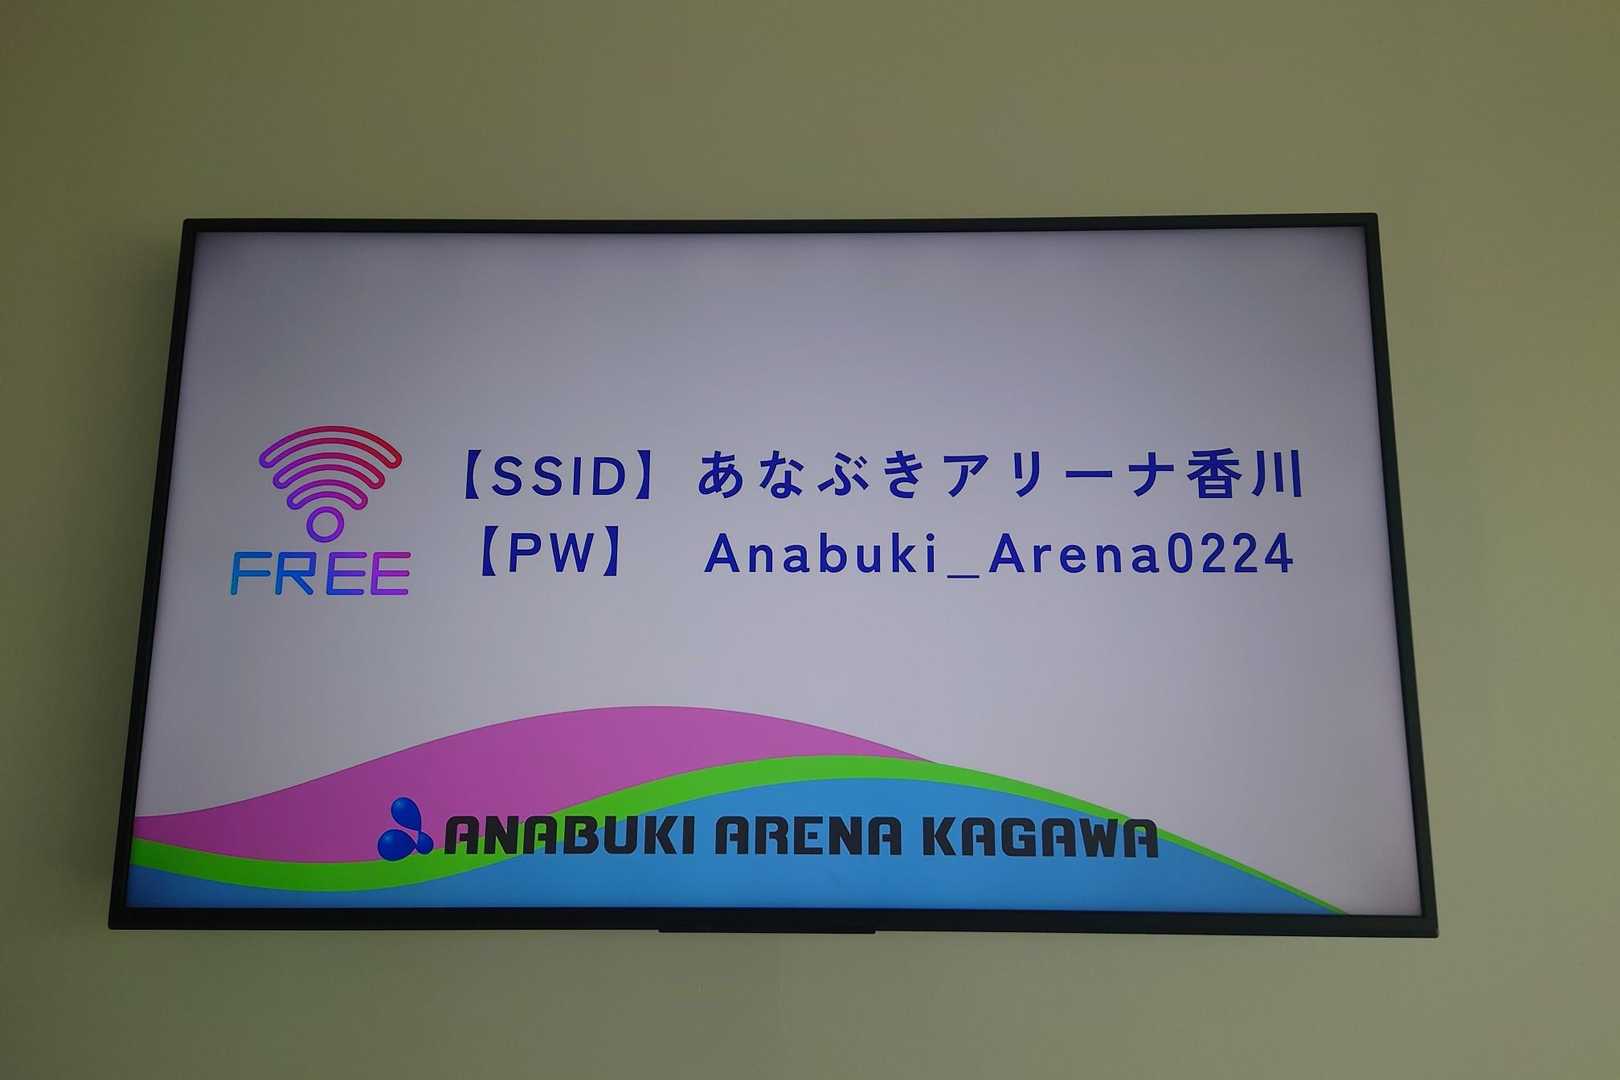 【SSID】あなぶきアリーナ香川
FREE
【PW】 Anabuki_Arena0224
ANABUKI ARENA KAGAWA